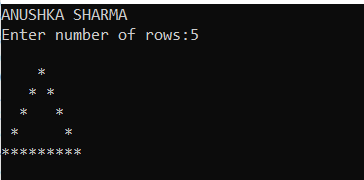 ANUSHKA SHARMA
Enter number of rows:5
    *
   * *
  *   *
 *     *
*********